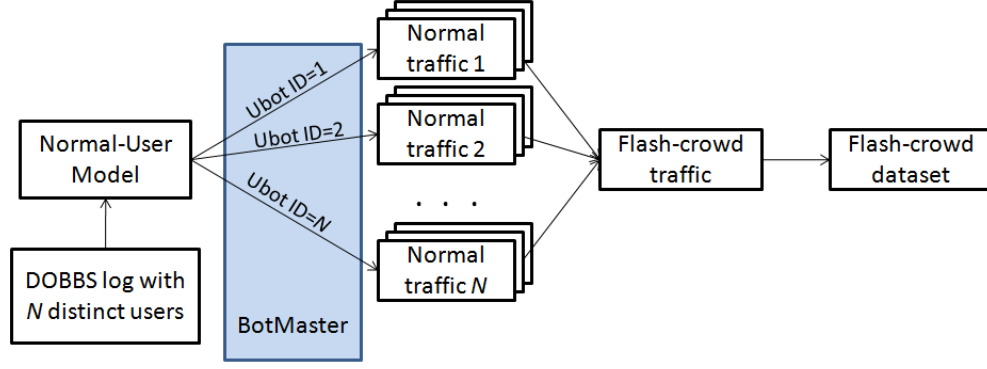 DOBBS log with
N distinct users
Normal-User
Model
BotMaster
Ubot ID=1
Ubot ID=2
Ubot ID=N
Normal
traffic 1
Normal
traffic 2
. . .
Normal
traffic N
Flash-crowd
traffic
Flash-crowd
dataset